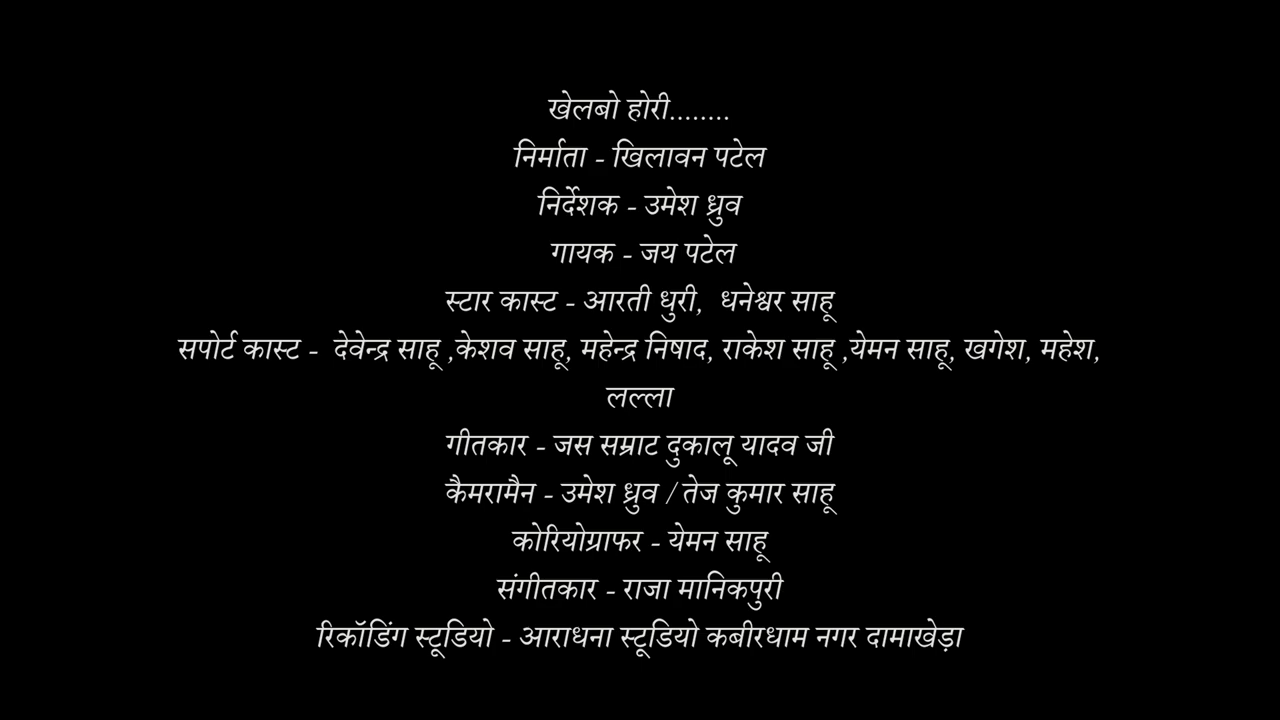 खेलबो होरी........
निर्माता - खिलावन पटेल
निर्देशक - उमेश ध्रुव
गायक - जय पटेल
स्टार कास्ट - आरती धुरी,  धनेश्वर साहू
सपोर्ट कास्ट -  देवेन्द्र साहू ,केशव साहू, महेन्द्र निषाद, राकेश साहू ,येमन साहू, खगेश, महेश,
लल्ला
गीतकार - जस सम्राट दुकालू यादव जी
कैमरामैन - उमेश ध्रुव / तेज कुमार साहू
कोरियोग्राफर - येमन साहू
संगीतकार - राजा मानिकपुरी
रिकॉडिंग स्टूडियो - आराधना स्टूडियो कबीरधाम नगर दामाखेड़ा